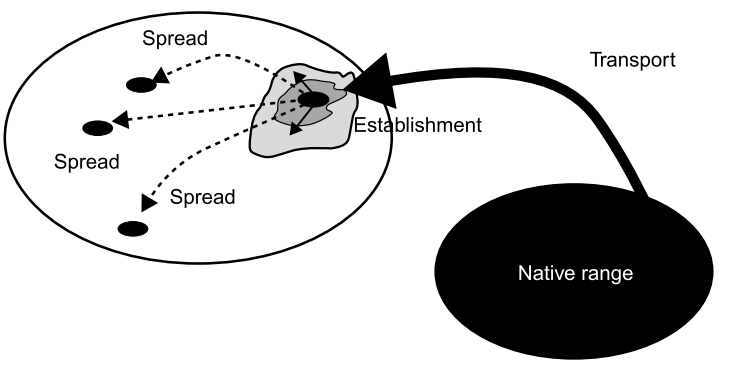 Spread
Transport
Establishment
Spread
Spread
Native range